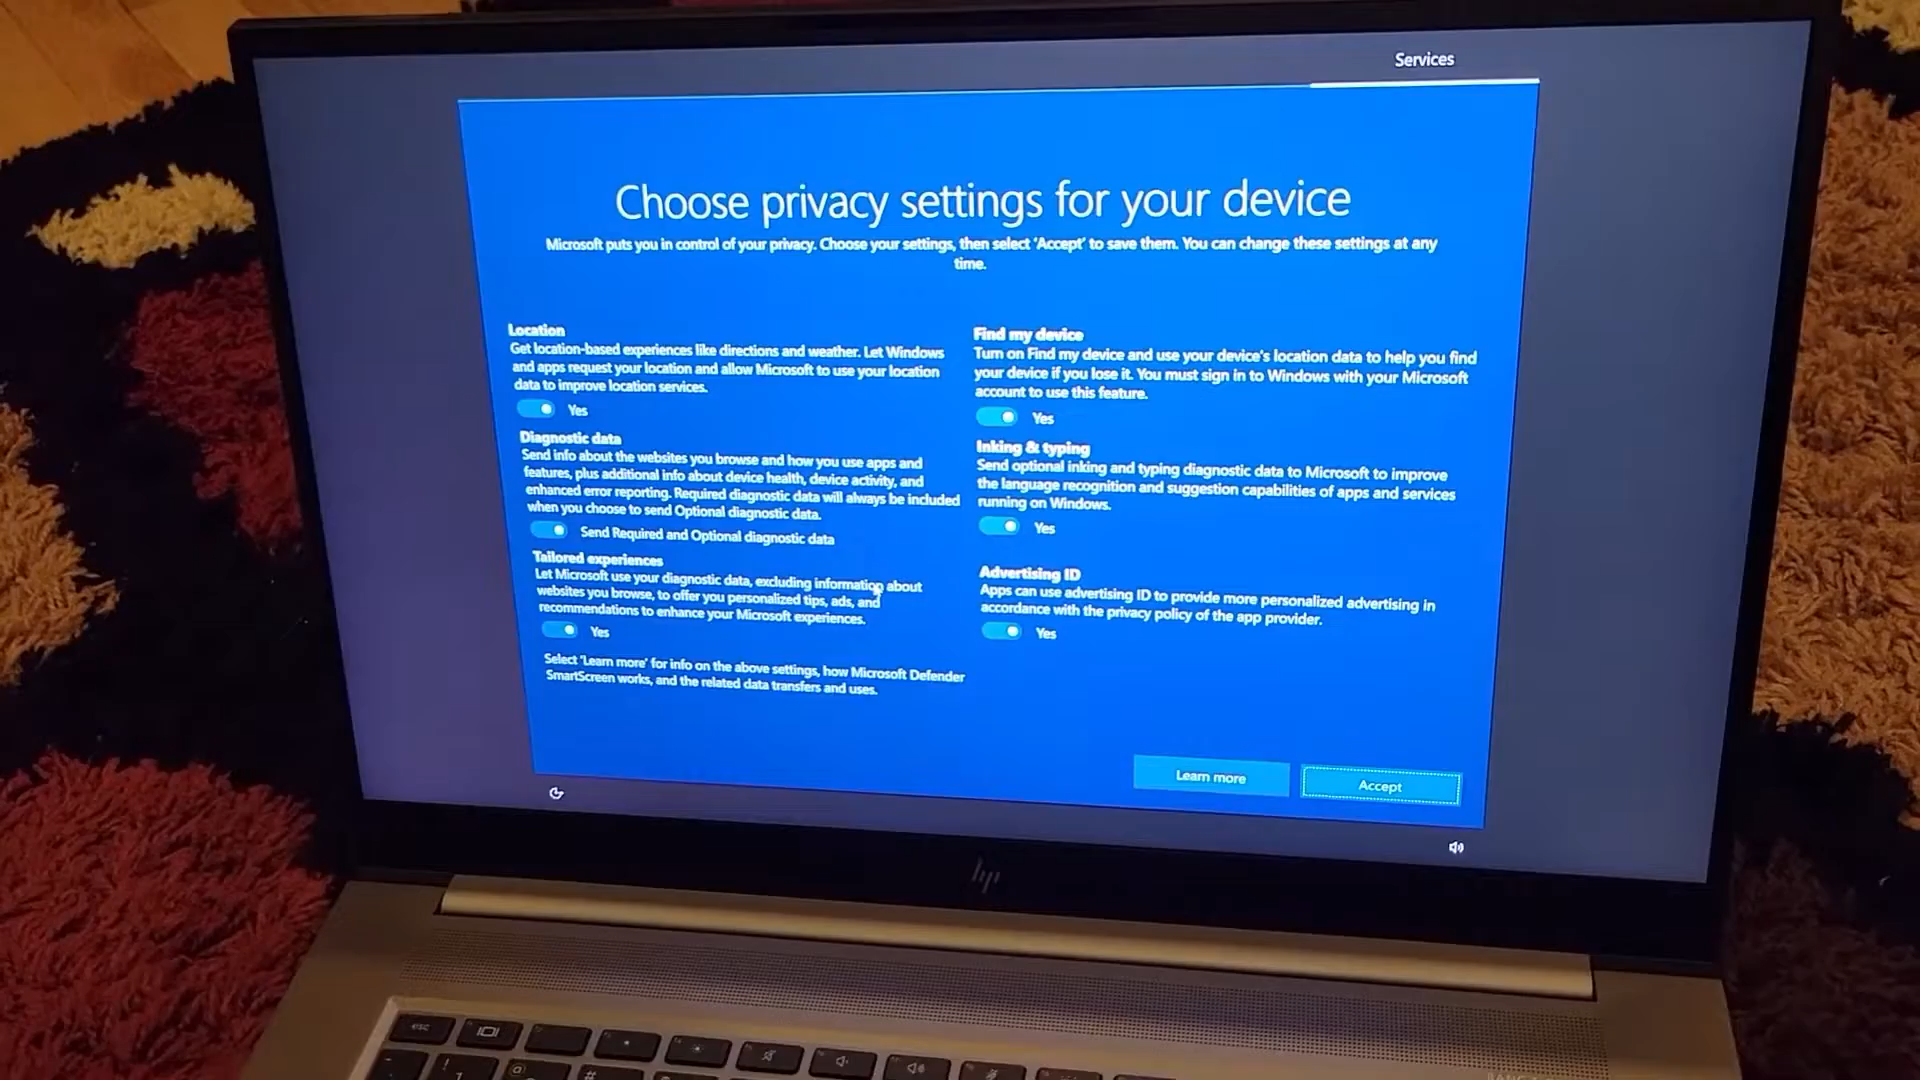 Services
Choose privacy settings for your device
Microsoft puts you in control of your privacy. Choose your settings, then select 'Accept' to save them. You can change these settings at any
time.
Location
Get location-based experiences like directions and weather. Let Windows
and apps request your location and allow Microsoft to use your location
data to improve location services.
Yes
Diagnostic data
Send info about the websites you browse and how you use apps and
features, plus additional info about device health, device activity, and
enhanced error reporting. Required diagnostic data will always be included
when you choose to send Optional diagnostic data.
Send Required and Optional diagnostic data
Tailored experiences
Let Microsoft use your diagnostic data, excluding information about
websites you browse, to offer you personalized tips, ads, and
recommendations to enhance your Microsoft experiences.
Yes
Select 'Learn more' for info on the above settings, how Microsoft Defender
SmartScreen works, and the related data transfers and uses.
Find my device
Turn on Find my device and use your device's location data to help you find
your device if you lose it. You must sign in to Windows with your Microsoft
account to use this feature.
Yes
Inking & typing
Send optional inking and typing diagnostic data to Microsoft to improve
the language recognition and suggestion capabilities of apps and services
running on Windows.
Yes
Advertising ID
Apps can use advertising ID to provide more personalized advertising in
accordance with the privacy policy of the app provider.
Yes
Learn more
Accept
hp
esc
! @ #